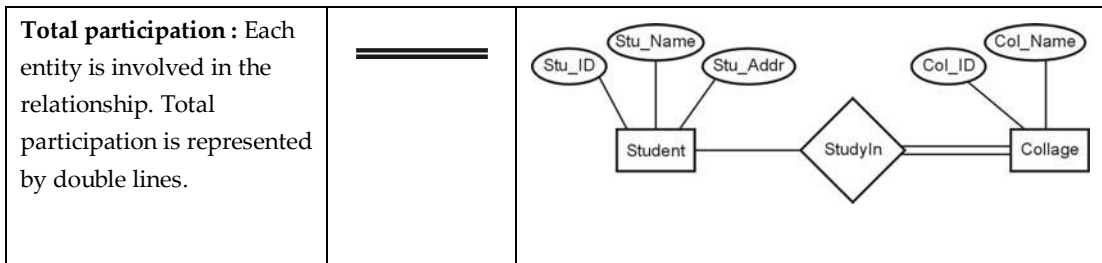 Total participation : Each
entity is involved in the
relationship. Total
participation is represented
by double lines.
Stu_Name
Col_Name
Stu_ID
Stu_Addr
Col_ID
Student
StudyIn
Collage